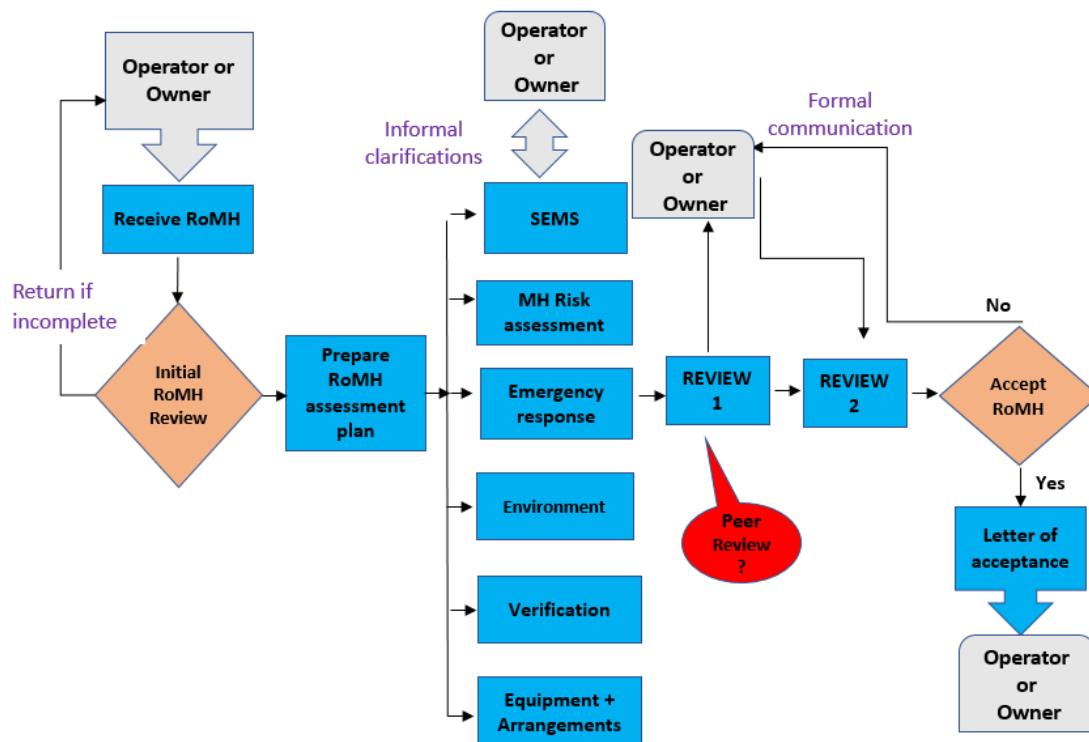 Operator or
Owner
Receive RoMH
Return if
incomplete
Initial
RoMH
Review
Prepare
RoMH
assessment
plan
Operator
or
Owner
Informal
clarifications
SEMS
MH Risk
assessment
Emergency
response
Environment
Verification
Equipment +
Arrangements
Formal
communication
Operator
or
Owner
REVIEW
1
Peer
Review
?
REVIEW
2
No
Accept
RoMH
Yes
Letter of
acceptance
Operator
or
Owner